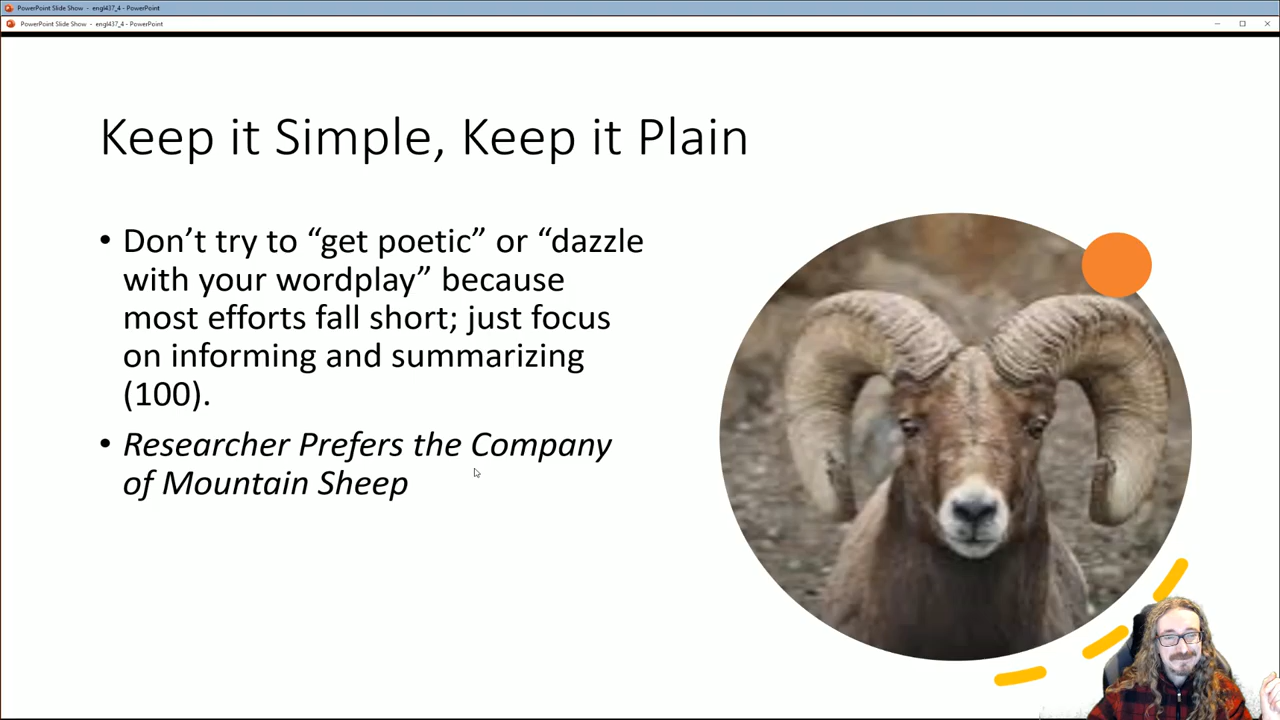 PowerPoint Slide Show - engl437_4 - PowerPoint
PowerPoint Slide Show - engl437_4 - PowerPoint
Keep it Simple, Keep it Plain
• Don’t try to “get poetic” or “dazzle
with your wordplay” because
most efforts fall short; just focus
on informing and summarizing
(100).
• Researcher Prefers the Company
of Mountain Sheep